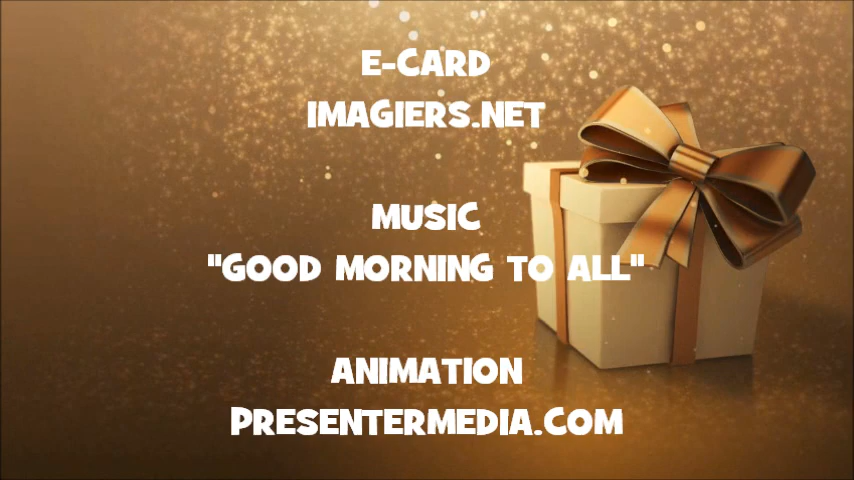 E-CARD
IMAGIERS.NET
MUSIC
"GOOD MORNING TO ALL"
ANIMATION
PRESENTERMEDIA.COM